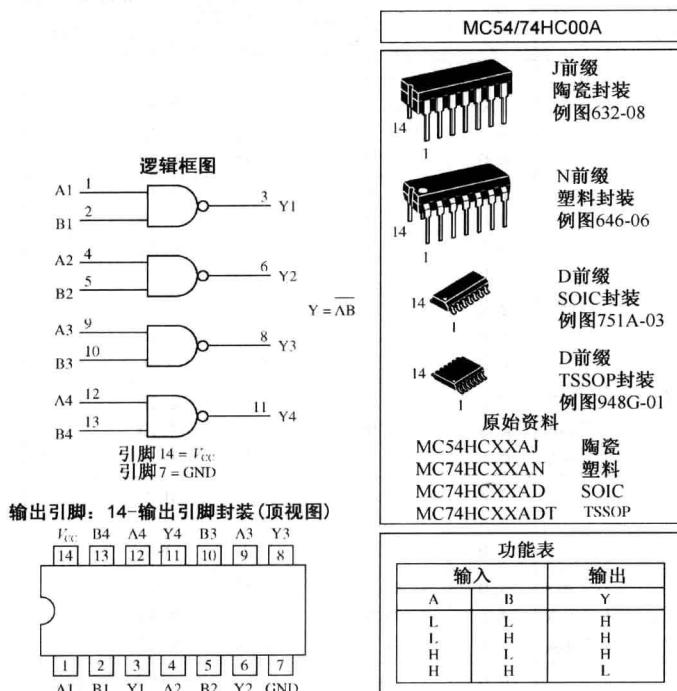 MC54/74HC00A
J前缀
陶瓷封装
例图632-08
14
1
N前缀
塑料封装
例图646-06
14
1
D前缀
SOIC封装
例图751A-03
14
1
D前缀
TSSOP封装
例图948G-01
14
1
原始资料
MC54HCXXAJ 陶瓷
MC74HCXXAN 塑料
MC74HCXXAD SOIC
MC74HCXXADT TSSOP
逻辑框图
A1 1
B1 2
3 Y1
A2 4
B2 5
6 Y2
Y = AB
A3 9
B3 10
8 Y3
A4 12
B4 13
11 Y4
引脚 14 = VCC
引脚 7 = GND
输出引脚：14-输出引脚封装(顶视图)
VCC B4 A4 Y4 B3 A3 Y3
14 13 12 11 10 9 8
1 2 3 4 5 6 7
A1 B1 Y1 A2 B2 Y2 GND
功能表
输入 输出
A B Y
L L H
L H H
H L H
H H L